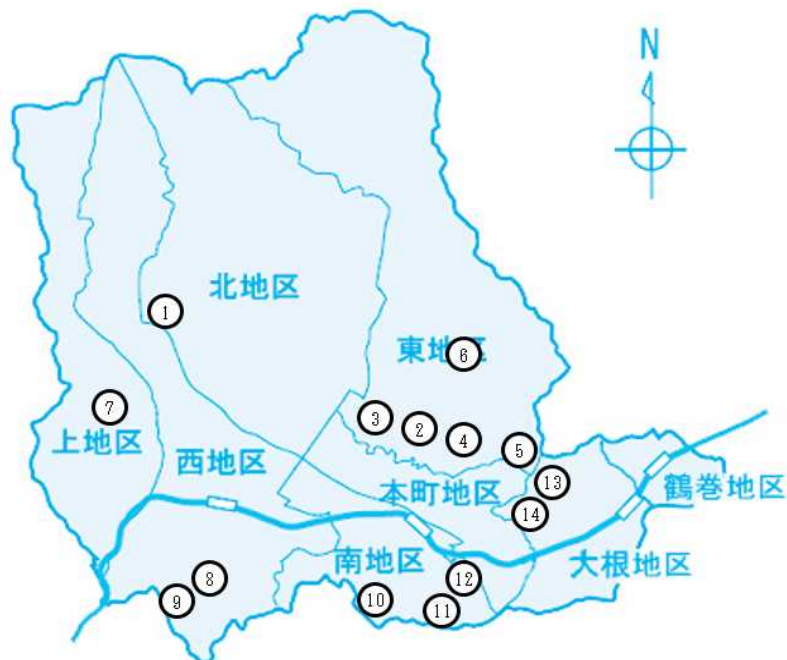 N
北地区
①
東地区
⑥
⑦
③
②
④
上地区
西地区
⑤
本町地区
⑬
鶴巻地区
⑭
南地区
大根地区
⑧
⑫
⑨
⑩
⑪